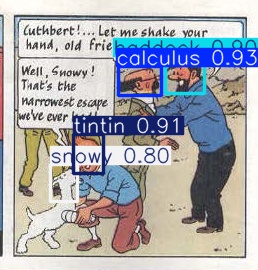 Cuthbert!... Let me shake your
hand, old frie
haddock 0.90
calculus 0.93
Well, Snowy!
That's the
narrowest escape
we've ever
tintin 0.91
snowy 0.80